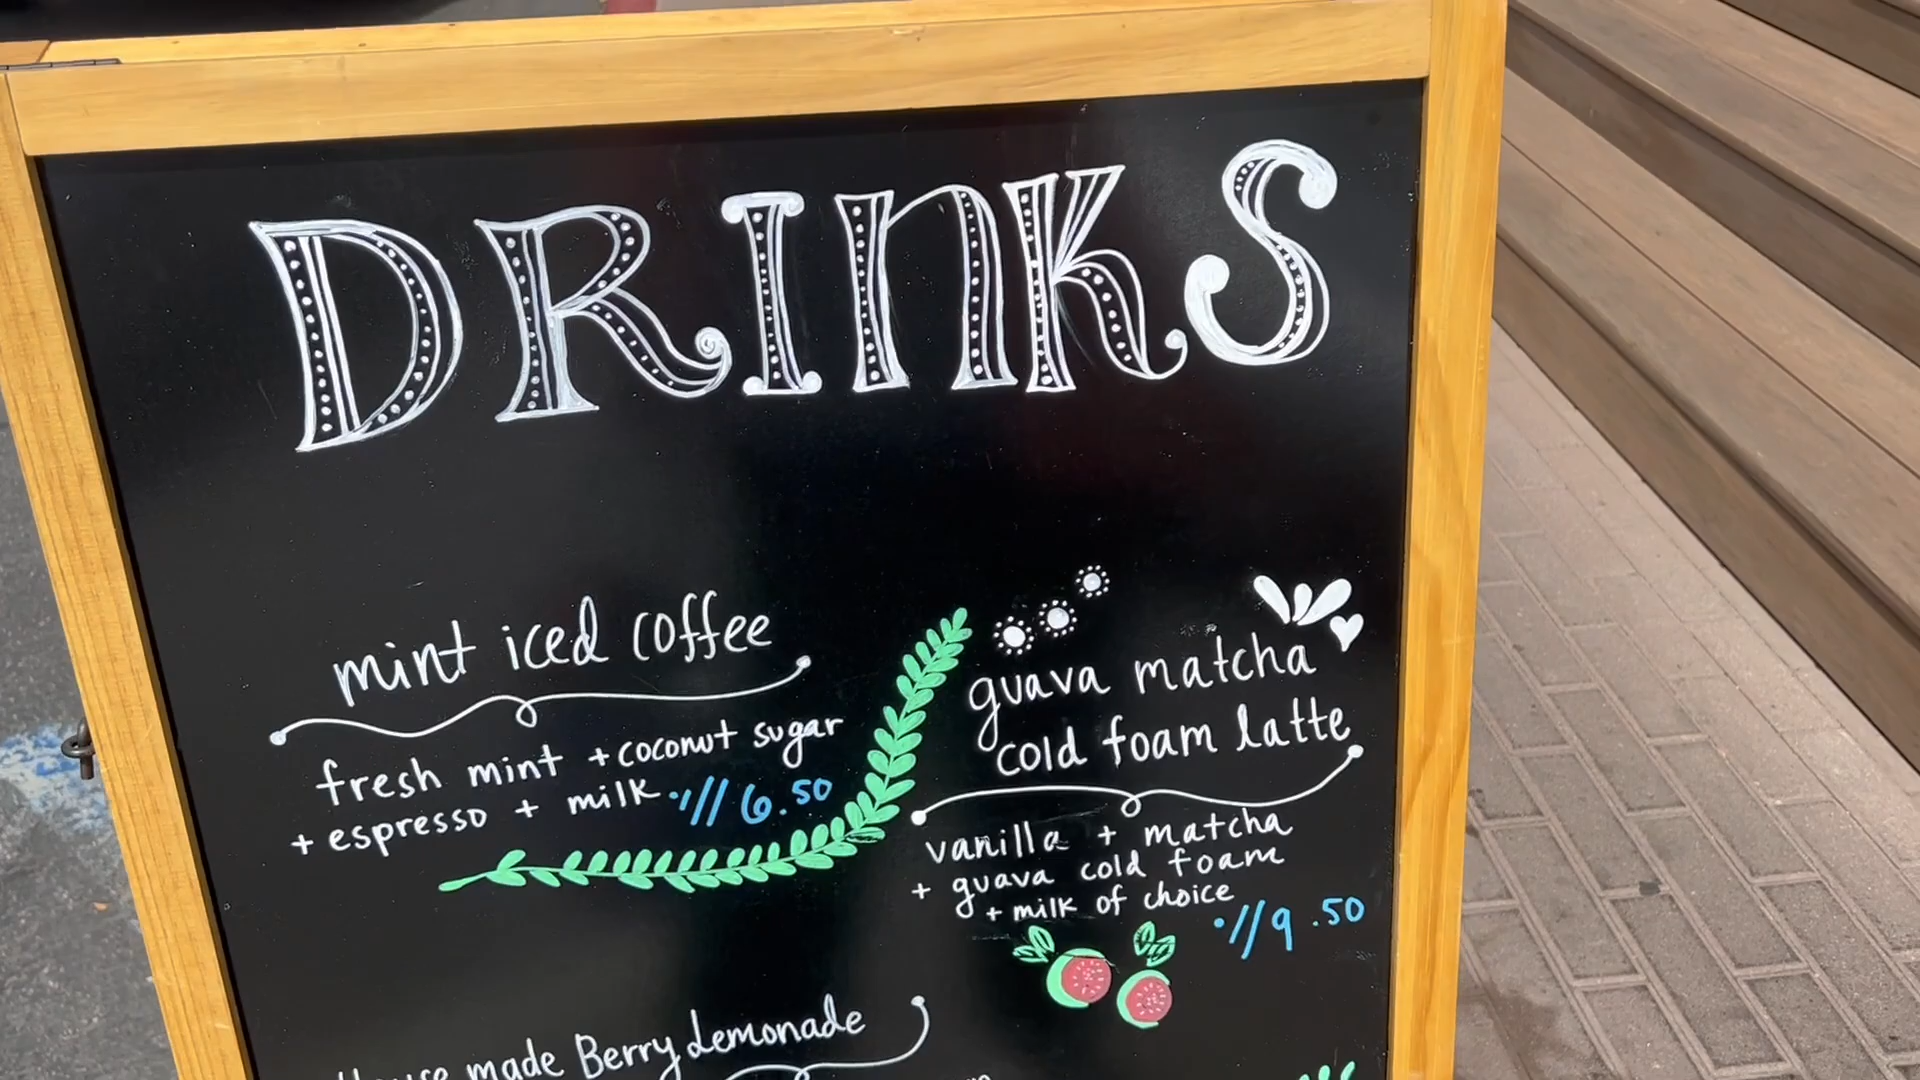 DRINKS
mint iced coffee
fresh mint + coconut sugar
+ espresso + milk .//6.50
guava matcha
cold foam latte
vanilla + matcha
+ guava cold foam
+ milk of choice
.//9.50
House made Berry Lemonade